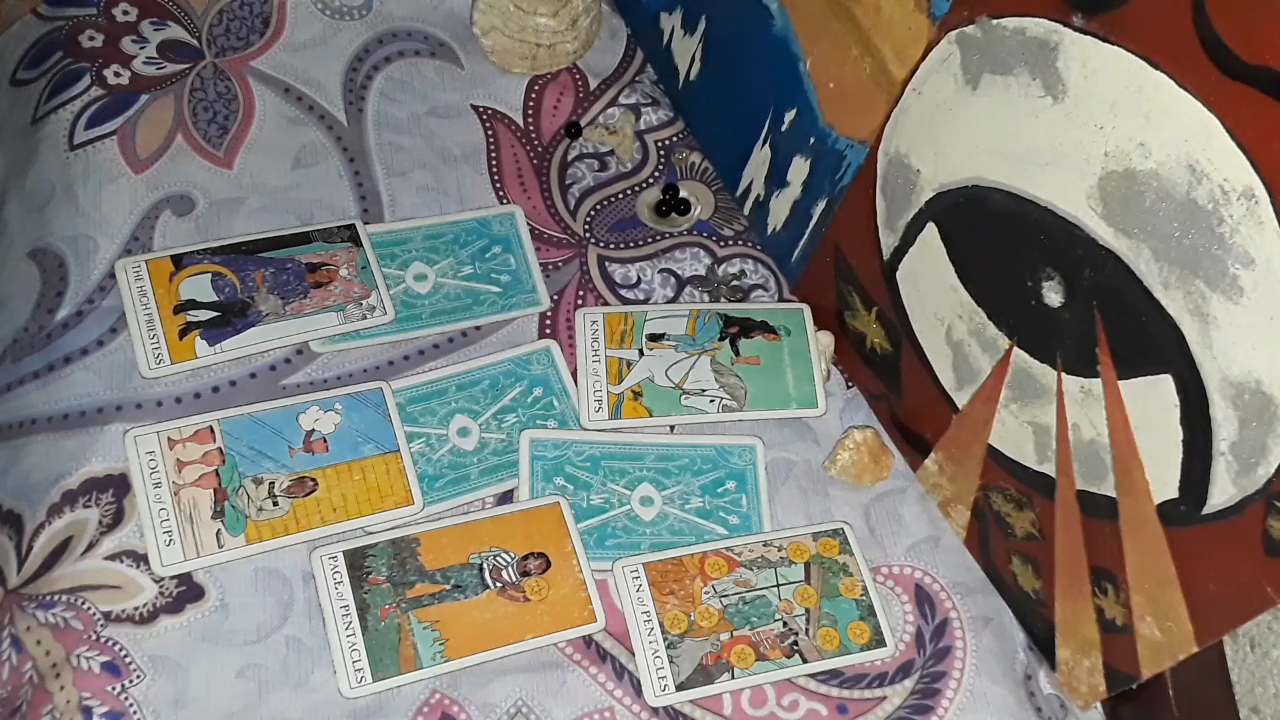 THE HIGH PRIESTESS
KNIGHT of CUPS
FOUR of CUPS
PAGE of PENTACLES
TEN of PENTACLES